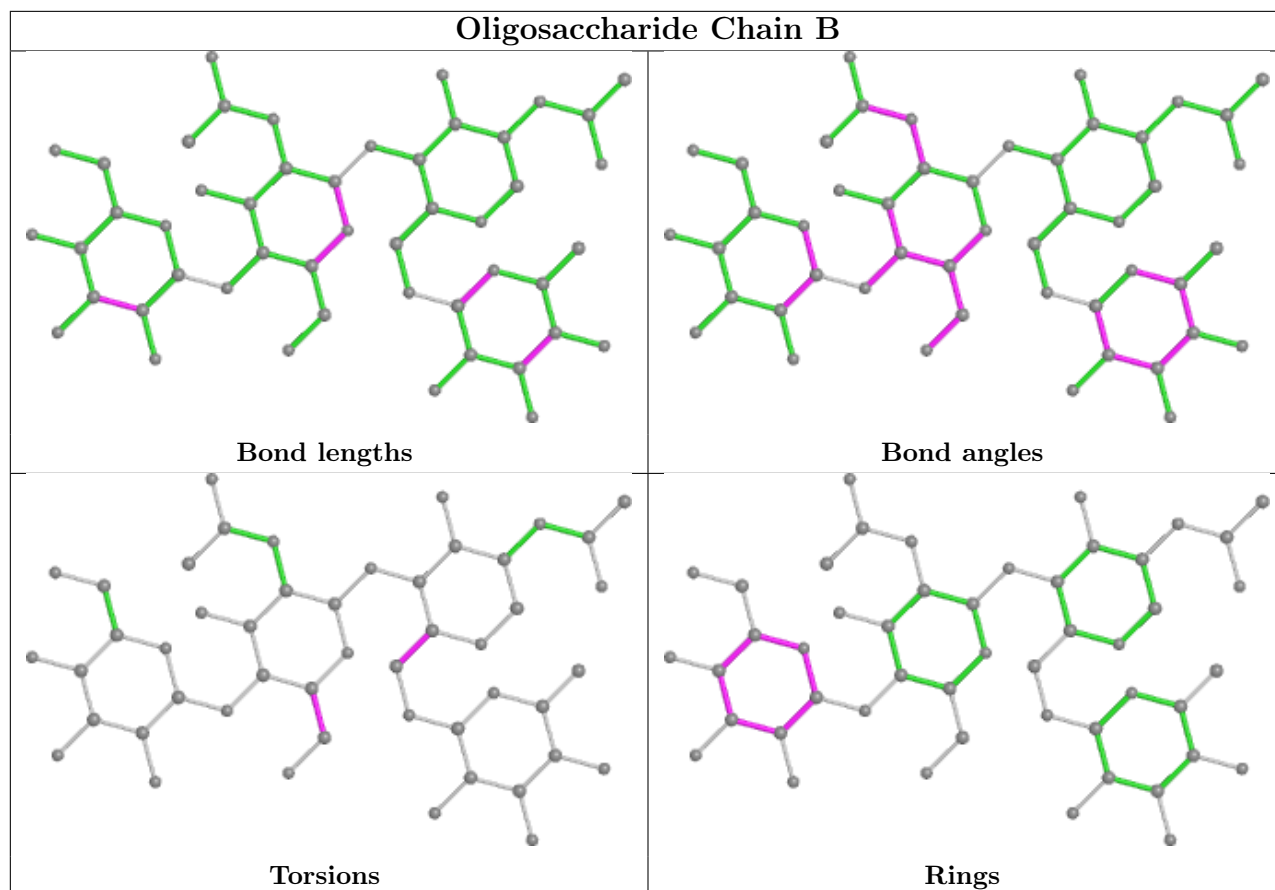 Oligosaccharide Chain B
Bond lengths
Bond angles
Torsions
Rings